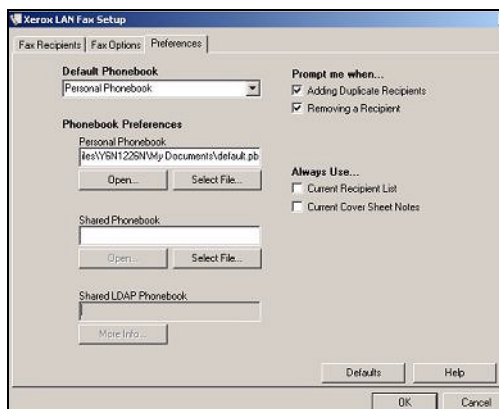 Xerox LAN Fax Setup
Fax Recipients
Fax Options
Preferences
Default Phonebook
Personal Phonebook
Phonebook Preferences
Personal Phonebook
iles\Y6N1226N\My Documents\default.pb
Open...
Select File...
Shared Phonebook
Open...
Select File...
Shared LDAP Phonebook
More Info...
Prompt me when...
Adding Duplicate Recipients
Removing a Recipient
Always Use...
Current Recipient List
Current Cover Sheet Notes
Defaults
Help
OK
Cancel